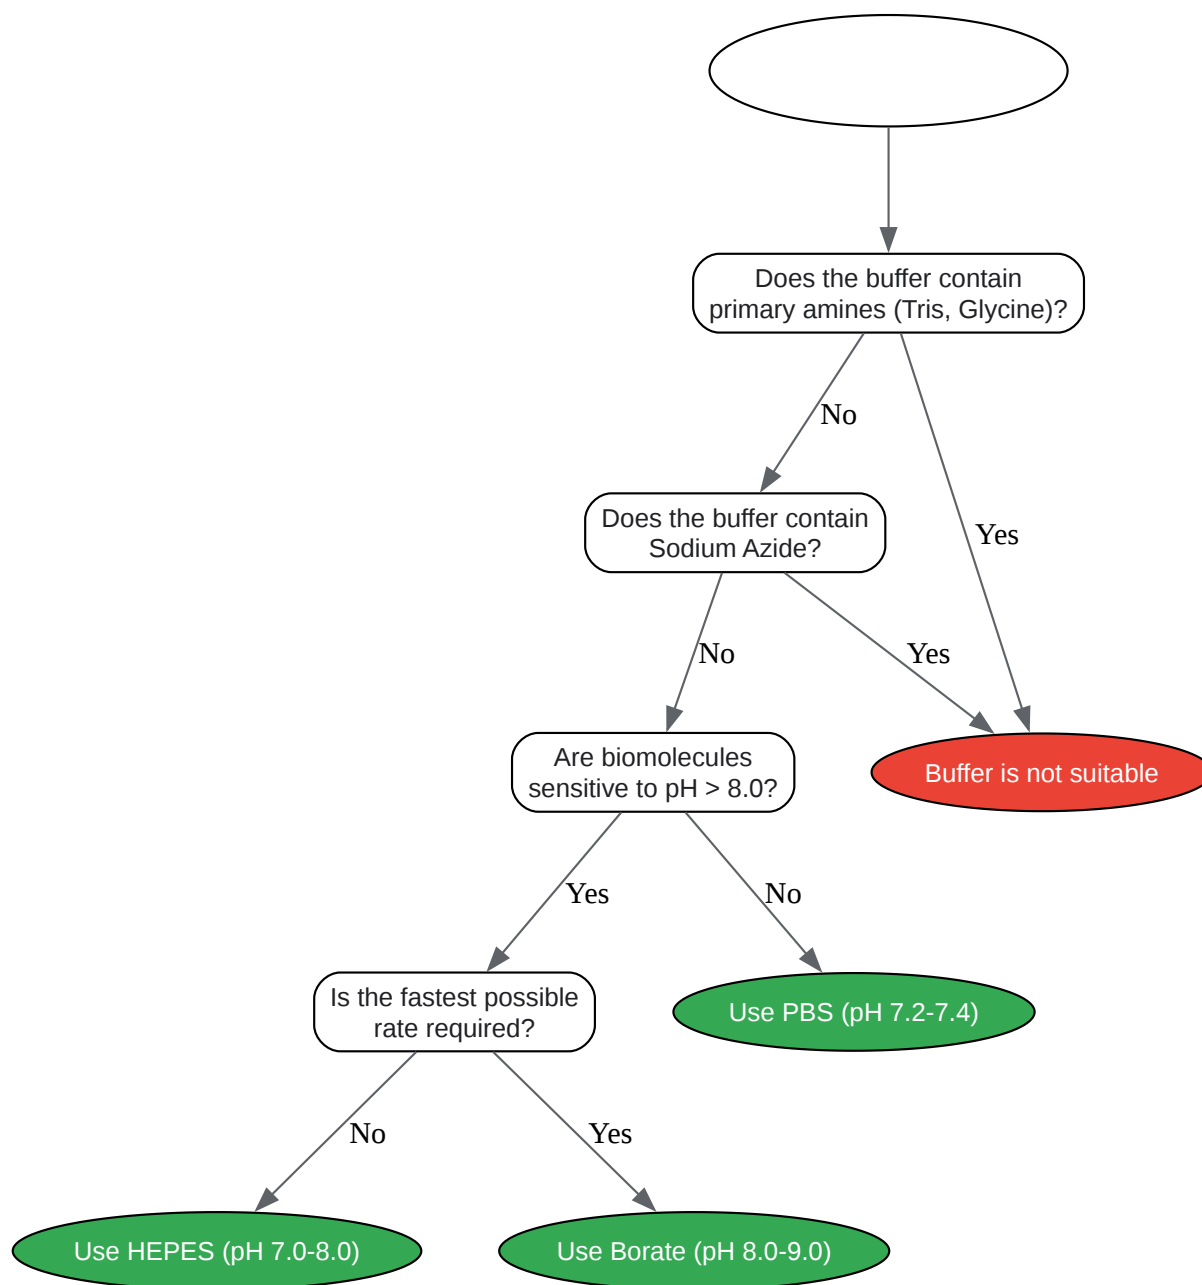 Does the buffer contain
primary amines (Tris, Glycine)?
No
Yes
Does the buffer contain
Sodium Azide?
No
Yes
Are biomolecules
sensitive to pH > 8.0?
Buffer is not suitable
Yes
No
Is the fastest possible
rate required?
Use PBS (pH 7.2-7.4)
No
Yes
Use HEPES (pH 7.0-8.0)
Use Borate (pH 8.0-9.0)